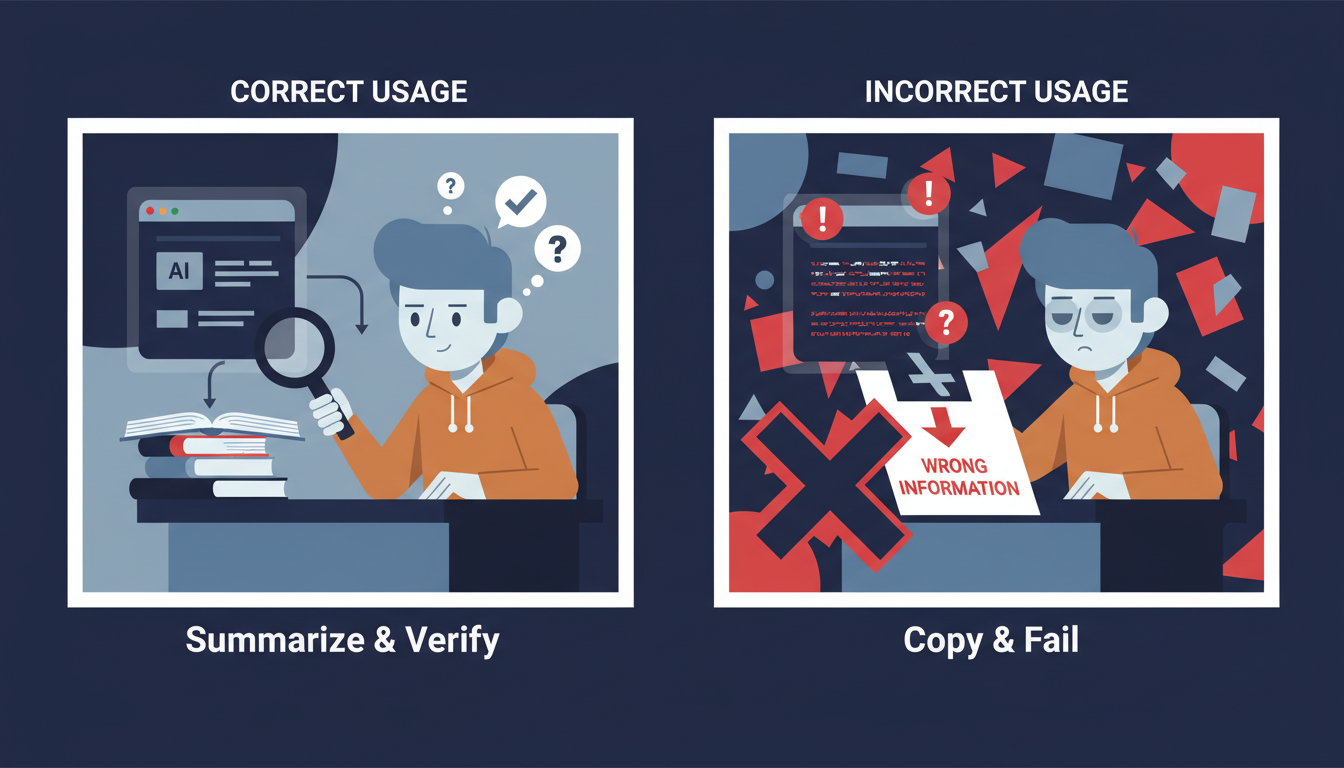 CORRECT USAGE
AI
?
?
Summarize & Verify
INCORRECT USAGE
!
!
?
WRONG
INFORMATION
Copy & Fail